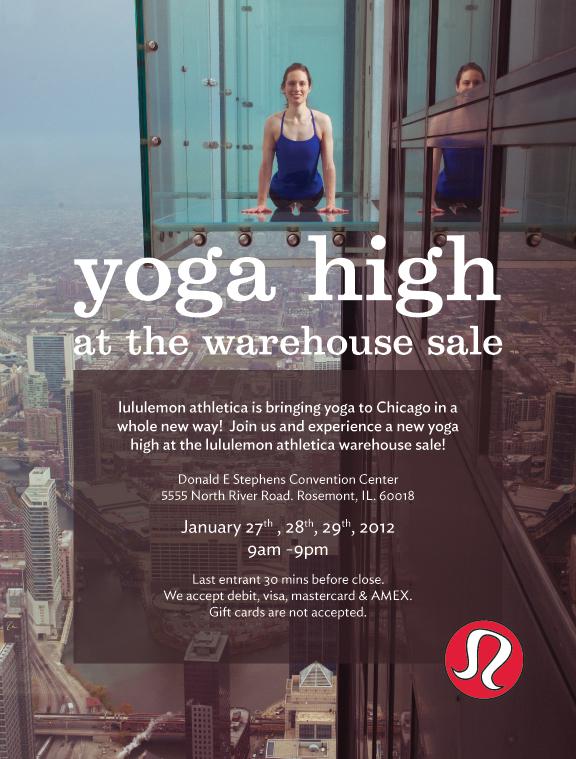 yoga high
at the warehouse sale
lululemon athletica is bringing yoga to Chicago in a
whole new way! Join us and experience a new yoga
high at the lululemon athletica warehouse sale!
Donald E Stephens Convention Center
5555 North River Road. Rosemont, IL. 60018
January 27th , 28th, 29th, 2012
9am -9pm
Last entrant 30 mins before close.
We accept debit, visa, mastercard & AMEX.
Gift cards are not accepted.